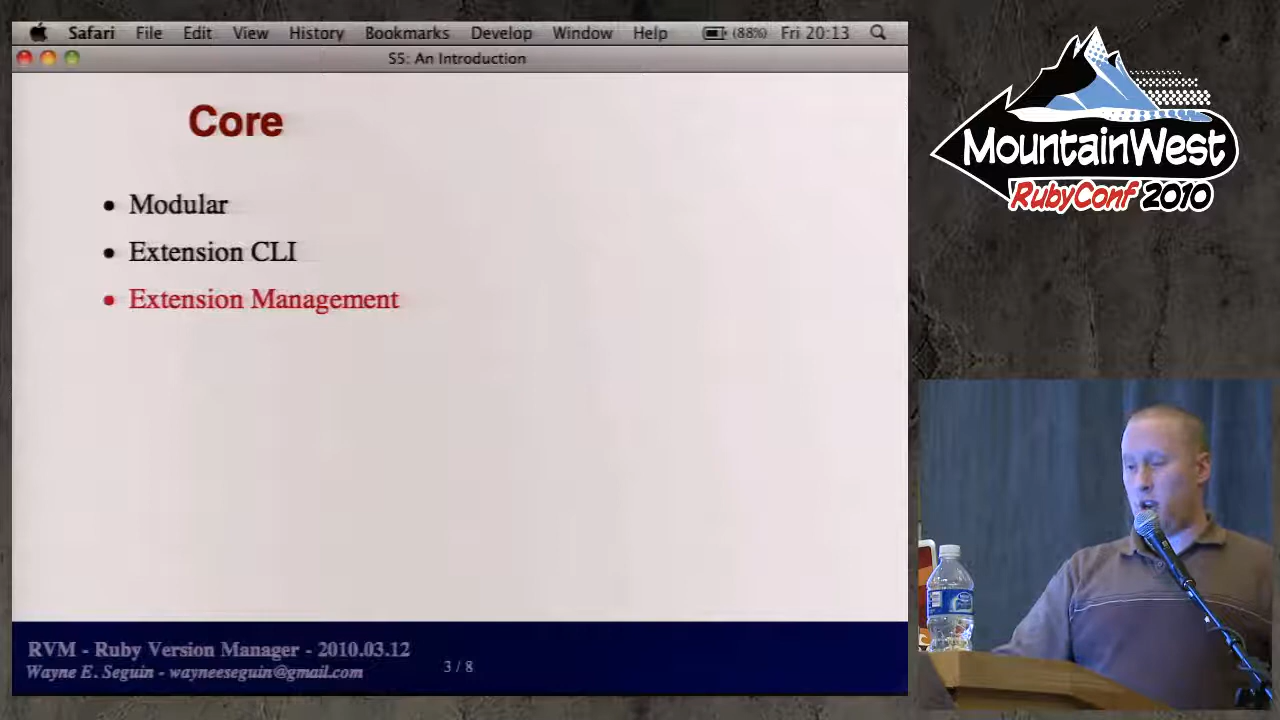 Safari File Edit View History Bookmarks Develop Window Help (88%) Fri 20:13
S5: An Introduction
Core
• Modular
• Extension CLI
• Extension Management
RVM - Ruby Version Manager - 2010.03.12
Wayne E. Seguin - wayneeseguin@gmail.com
3 / 8
MountainWest
RubyConf 2010